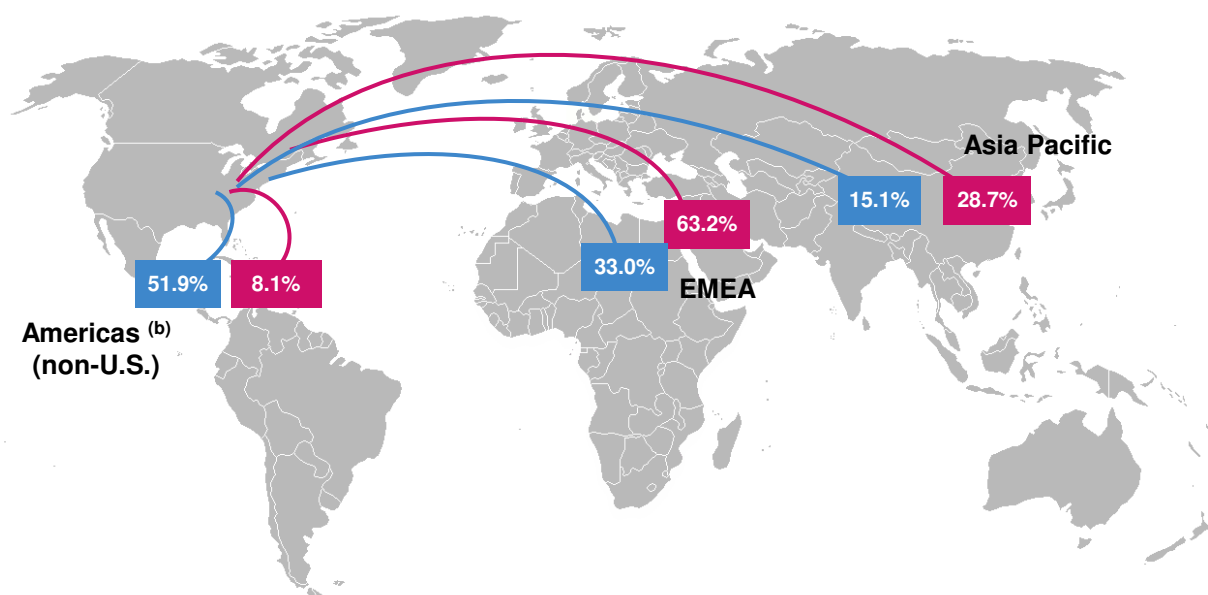 Asia Pacific
15.1%
28.7%
63.2%
33.0%
EMEA
51.9%
8.1%
Americas (b)
(non-U.S.)